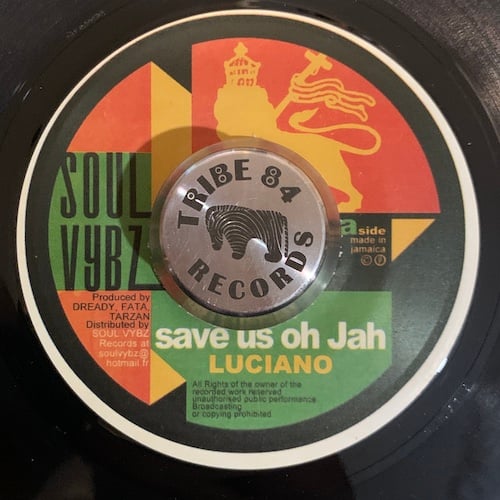 SOUL
VYBZ
TRIBE 84
RECORDS
a side
made in
jamaica
Produced by
DREADY, FATA,
TARZAN
Distributed by
SOUL VYBZ
Records at
soulvybz@
hotmail.fr
save us oh Jah
LUCIANO
All Rights of the owner of the
recorded work reserved
unauthorised public performance
Broadcasting
or copying prohibited